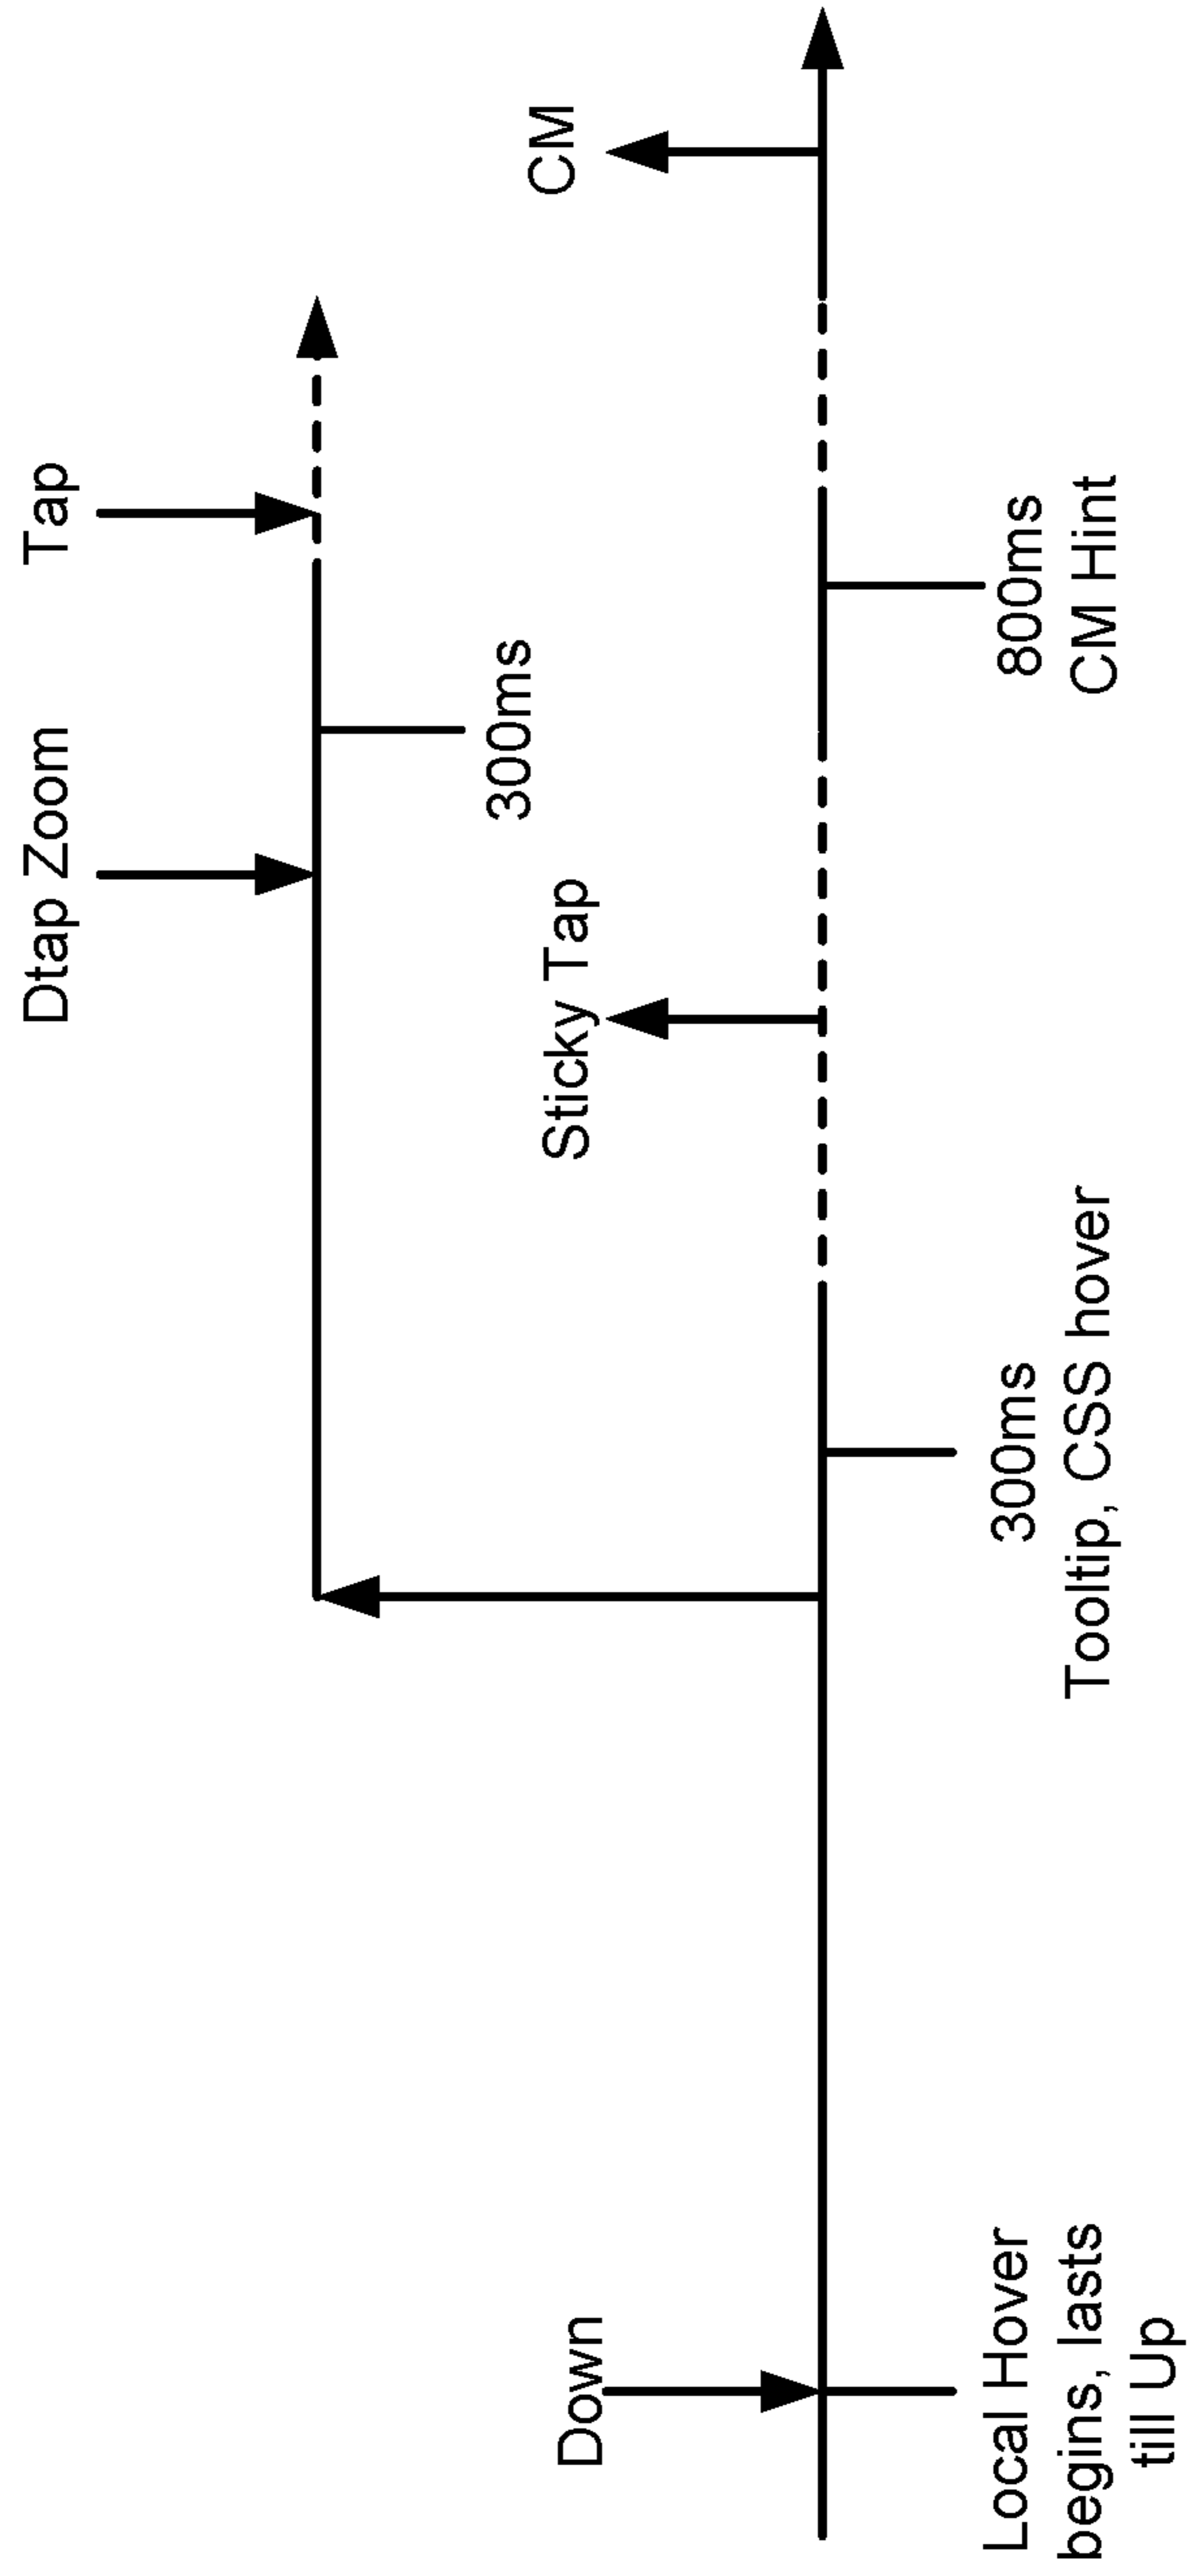 Dtap Zoom
Tap
300ms
Down
Sticky Tap
CM
Local Hover
begins, lasts
till Up
300ms
Tooltip, CSS hover
800ms
CM Hint